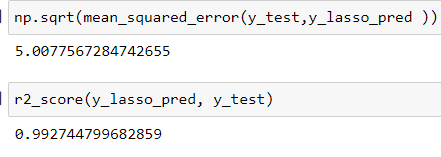 np.sqrt(mean_squared_error(y_test,y_lasso_pred ))
5.0077567284742655
r2_score(y_lasso_pred, y_test)
0.992744799682859